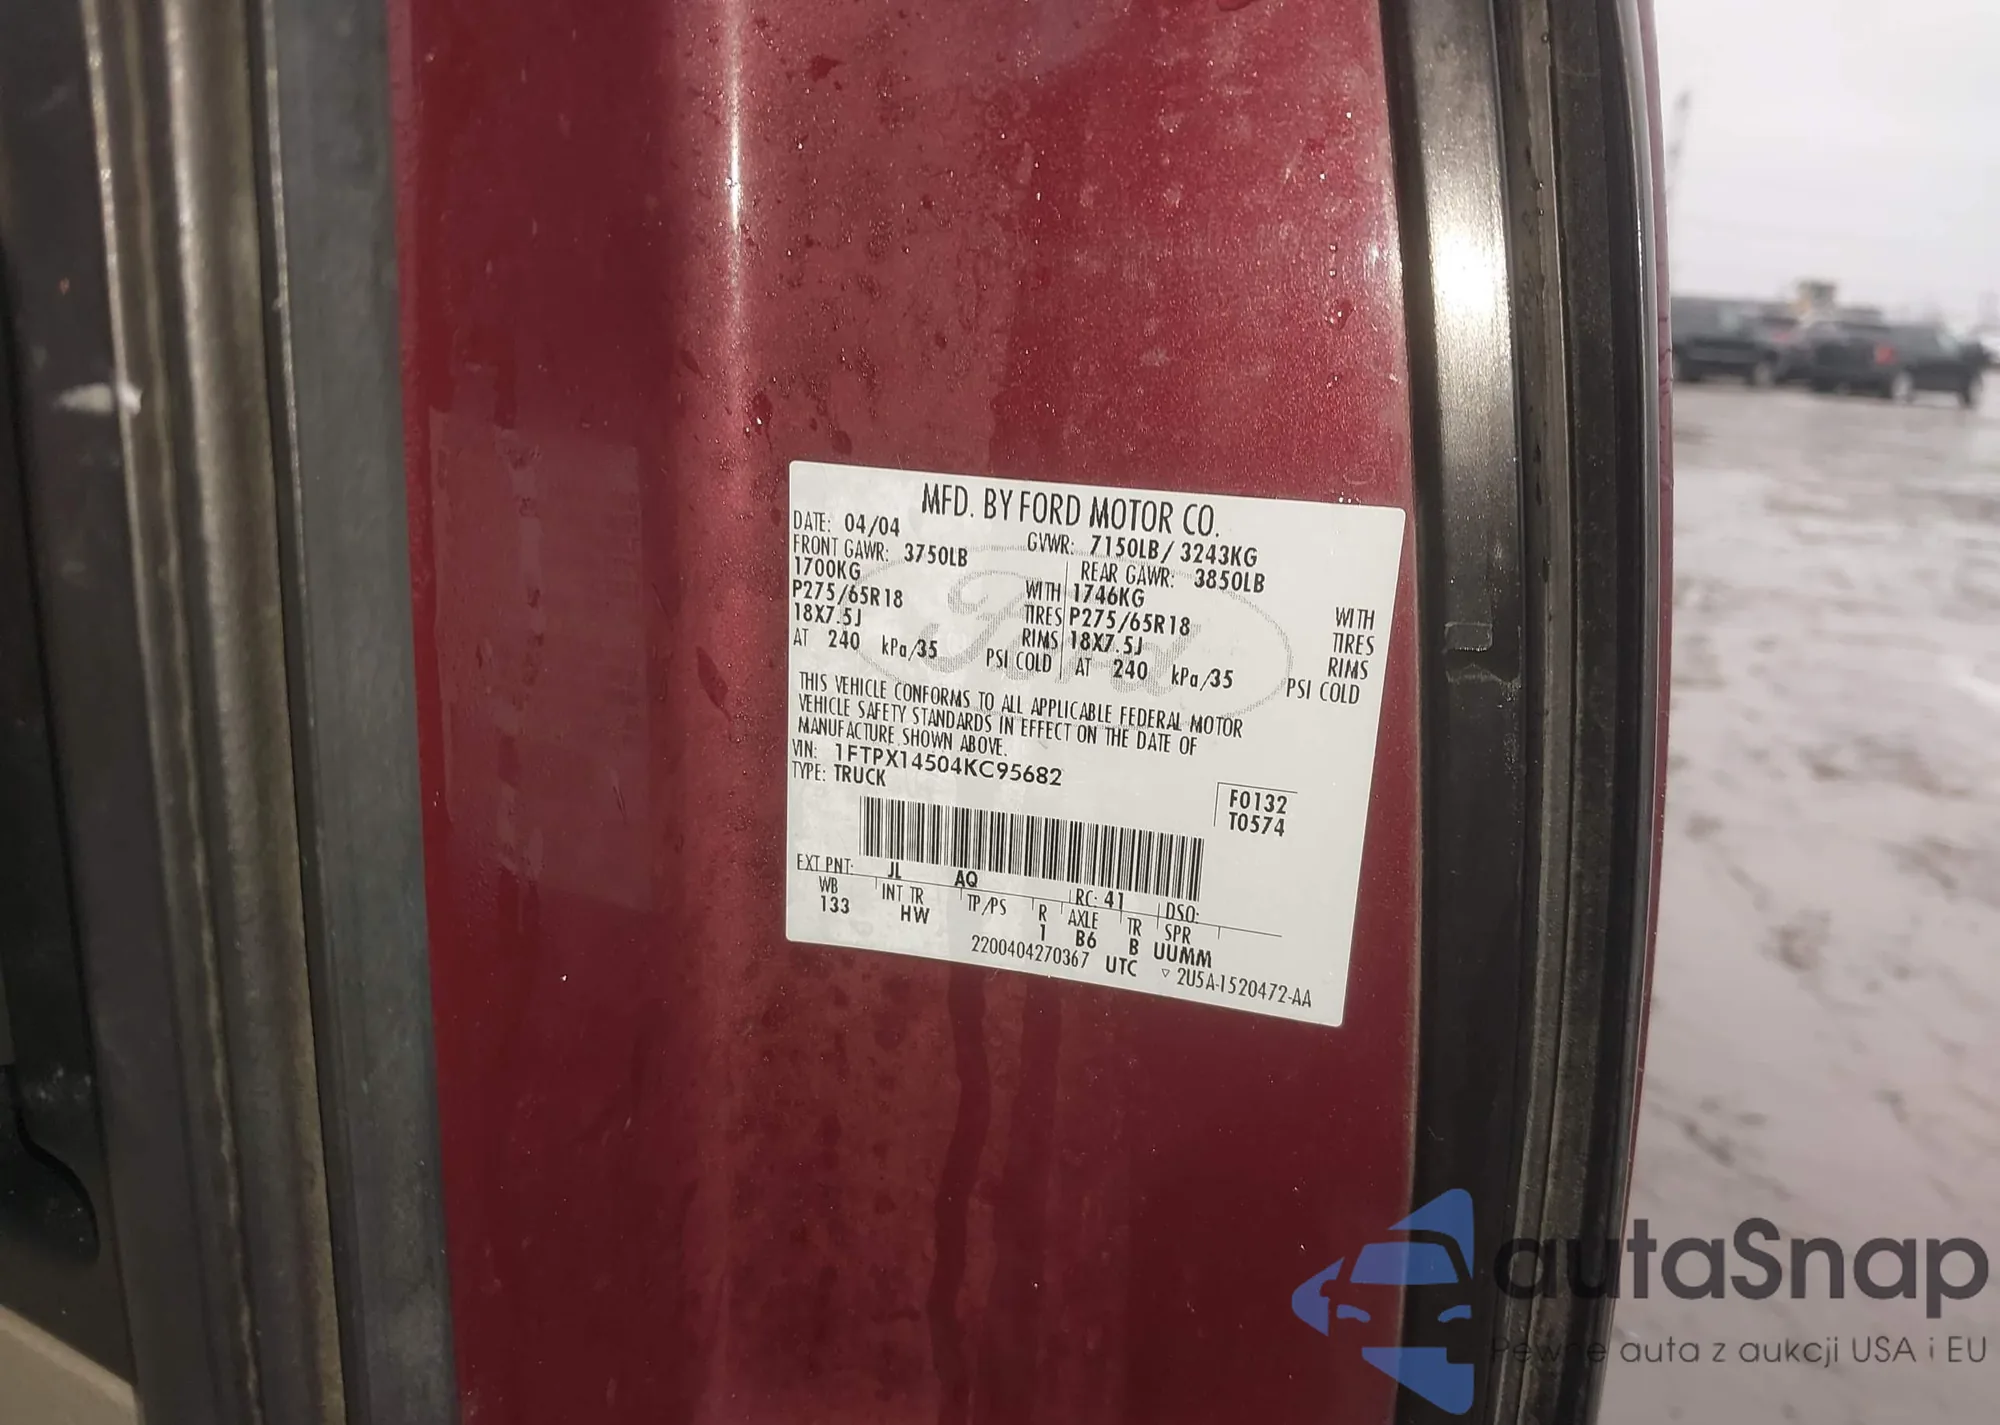 MFD. BY FORD MOTOR CO.
DATE: 04/04 GVWR: 7150LB/ 3243KG
FRONT GAWR: 3750LB REAR GAWR: 3850LB
1700KG WITH 1746KG WITH
P275/65R18 TIRES P275/65R18 TIRES
18X7.5J RIMS 18X7.5J RIMS
AT 240 kPa/35 PSI COLD AT 240 kPa/35 PSI COLD
THIS VEHICLE CONFORMS TO ALL APPLICABLE FEDERAL MOTOR
VEHICLE SAFETY STANDARDS IN EFFECT ON THE DATE OF
MANUFACTURE SHOWN ABOVE.
VIN: 1FTPX14504KC95682
TYPE: TRUCK
F0132
T0574
EXT PNT: JL AQ RC: 41 DSO:
WB INT TR TP/PS R AXLE TR SPR
133 HW 1 B6 B UUMM
2200404270367 UTC ▽ 2U5A-1520472-AA
Ford
autaSnap
Pewne auta z aukcji USA i EU